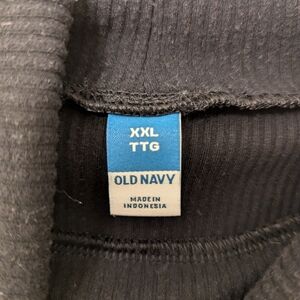 XXL
TTG
OLD NAVY
MADE IN
INDONESIA